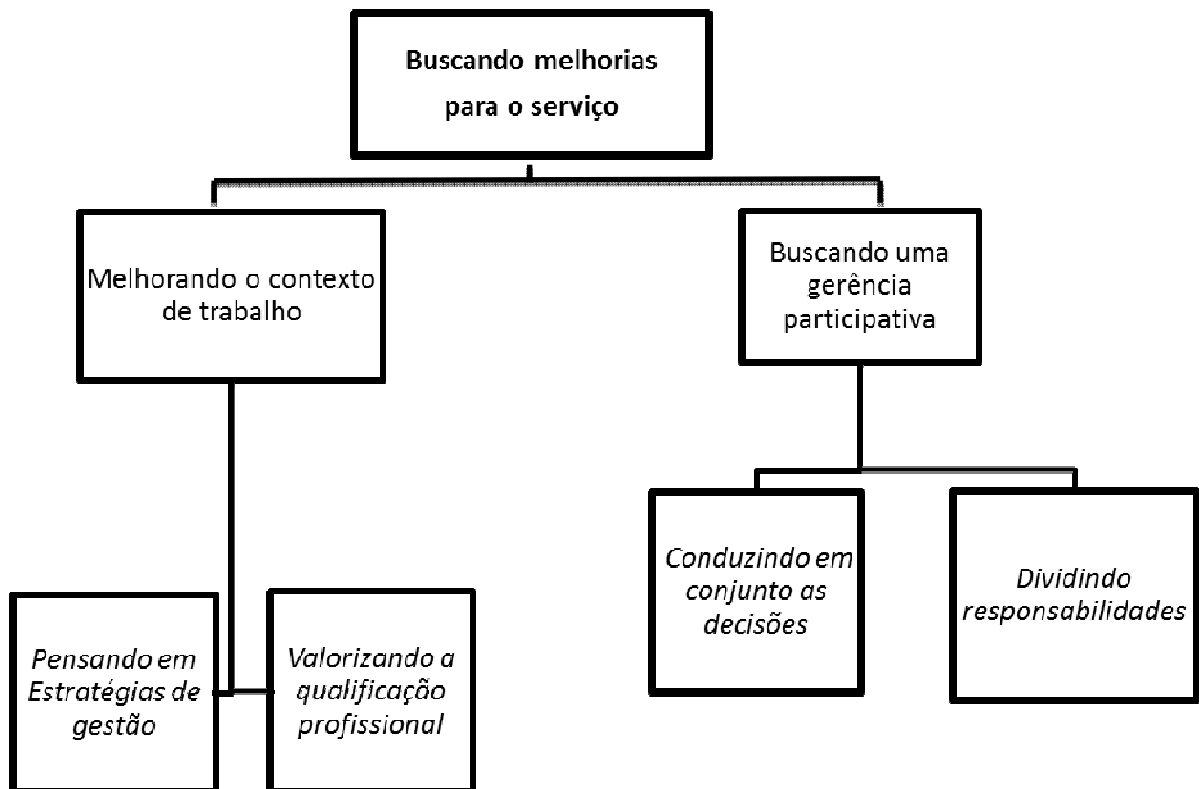 Buscando melhorias
para o serviço
Melhorando o contexto
de trabalho
Buscando uma
gerência
participativa
Conduzindo em
conjunto as
decisões
Dividindo
responsabilidades
Pensando em
Estratégias de
gestão
Valorizando a
qualificação
profissional